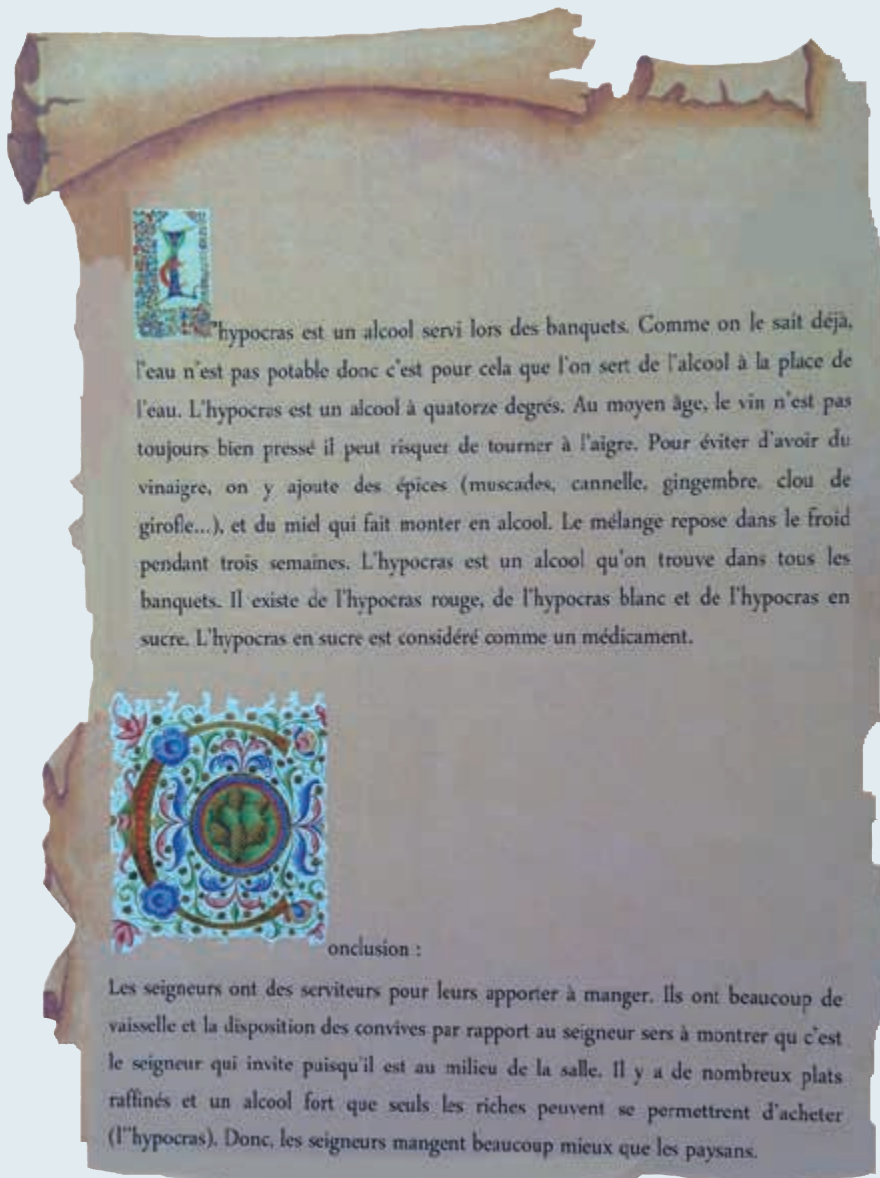 L'hypocras est un alcool servi lors des banquets. Comme on le sait déjà,
l'eau n'est pas potable donc c'est pour cela que l'on sert de l'alcool à la place de
l'eau. L'hypocras est un alcool à quatorze degrés. Au moyen âge, le vin n'est pas
toujours bien pressé il peut risquer de tourner à l'aigre. Pour éviter d'avoir du
vinaigre, on y ajoute des épices (muscades, cannelle, gingembre, clou de
girofle...), et du miel qui fait monter en alcool. Le mélange repose dans le froid
pendant trois semaines. L'hypocras est un alcool qu'on trouve dans tous les
banquets. Il existe de l'hypocras rouge, de l'hypocras blanc et de l'hypocras en
sucre. L'hypocras en sucre est considéré comme un médicament.
Conclusion :
Les seigneurs ont des serviteurs pour leurs apporter à manger. Ils ont beaucoup de
vaisselle et la disposition des convives par rapport au seigneur sers à montrer qu c'est
le seigneur qui invite puisqu'il est au milieu de la salle. Il y a de nombreux plats
raffinés et un alcool fort que seuls les riches peuvent se permettrent d'acheter
(l''hypocras). Donc, les seigneurs mangent beaucoup mieux que les paysans.